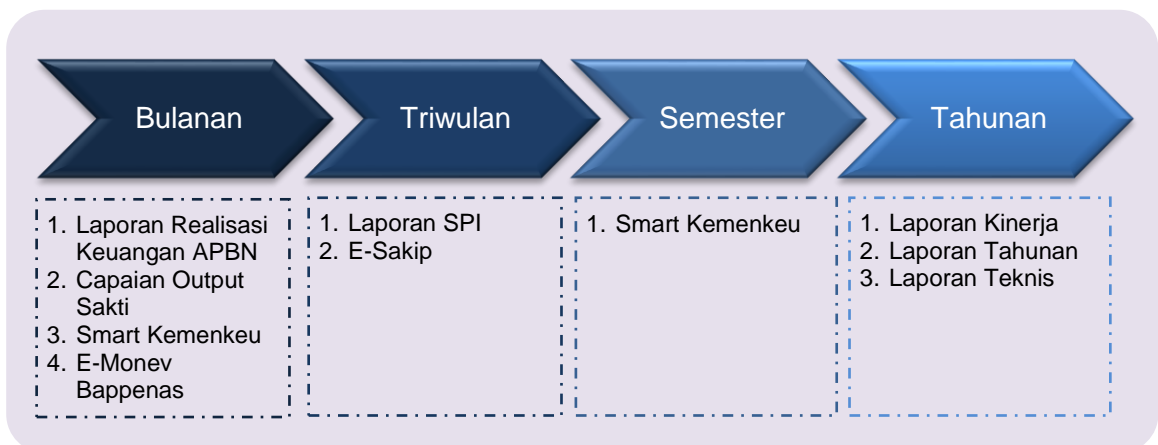 Bulanan
Triwulan
Semester
Tahunan
1. Laporan Realisasi
Keuangan APBN
2. Capaian Output
Sakti
3. Smart Kemenkeu
4. E-Monev
Bappenas
1. Laporan SPI
2. E-Sakip
1. Smart Kemenkeu
1. Laporan Kinerja
2. Laporan Tahunan
3. Laporan Teknis